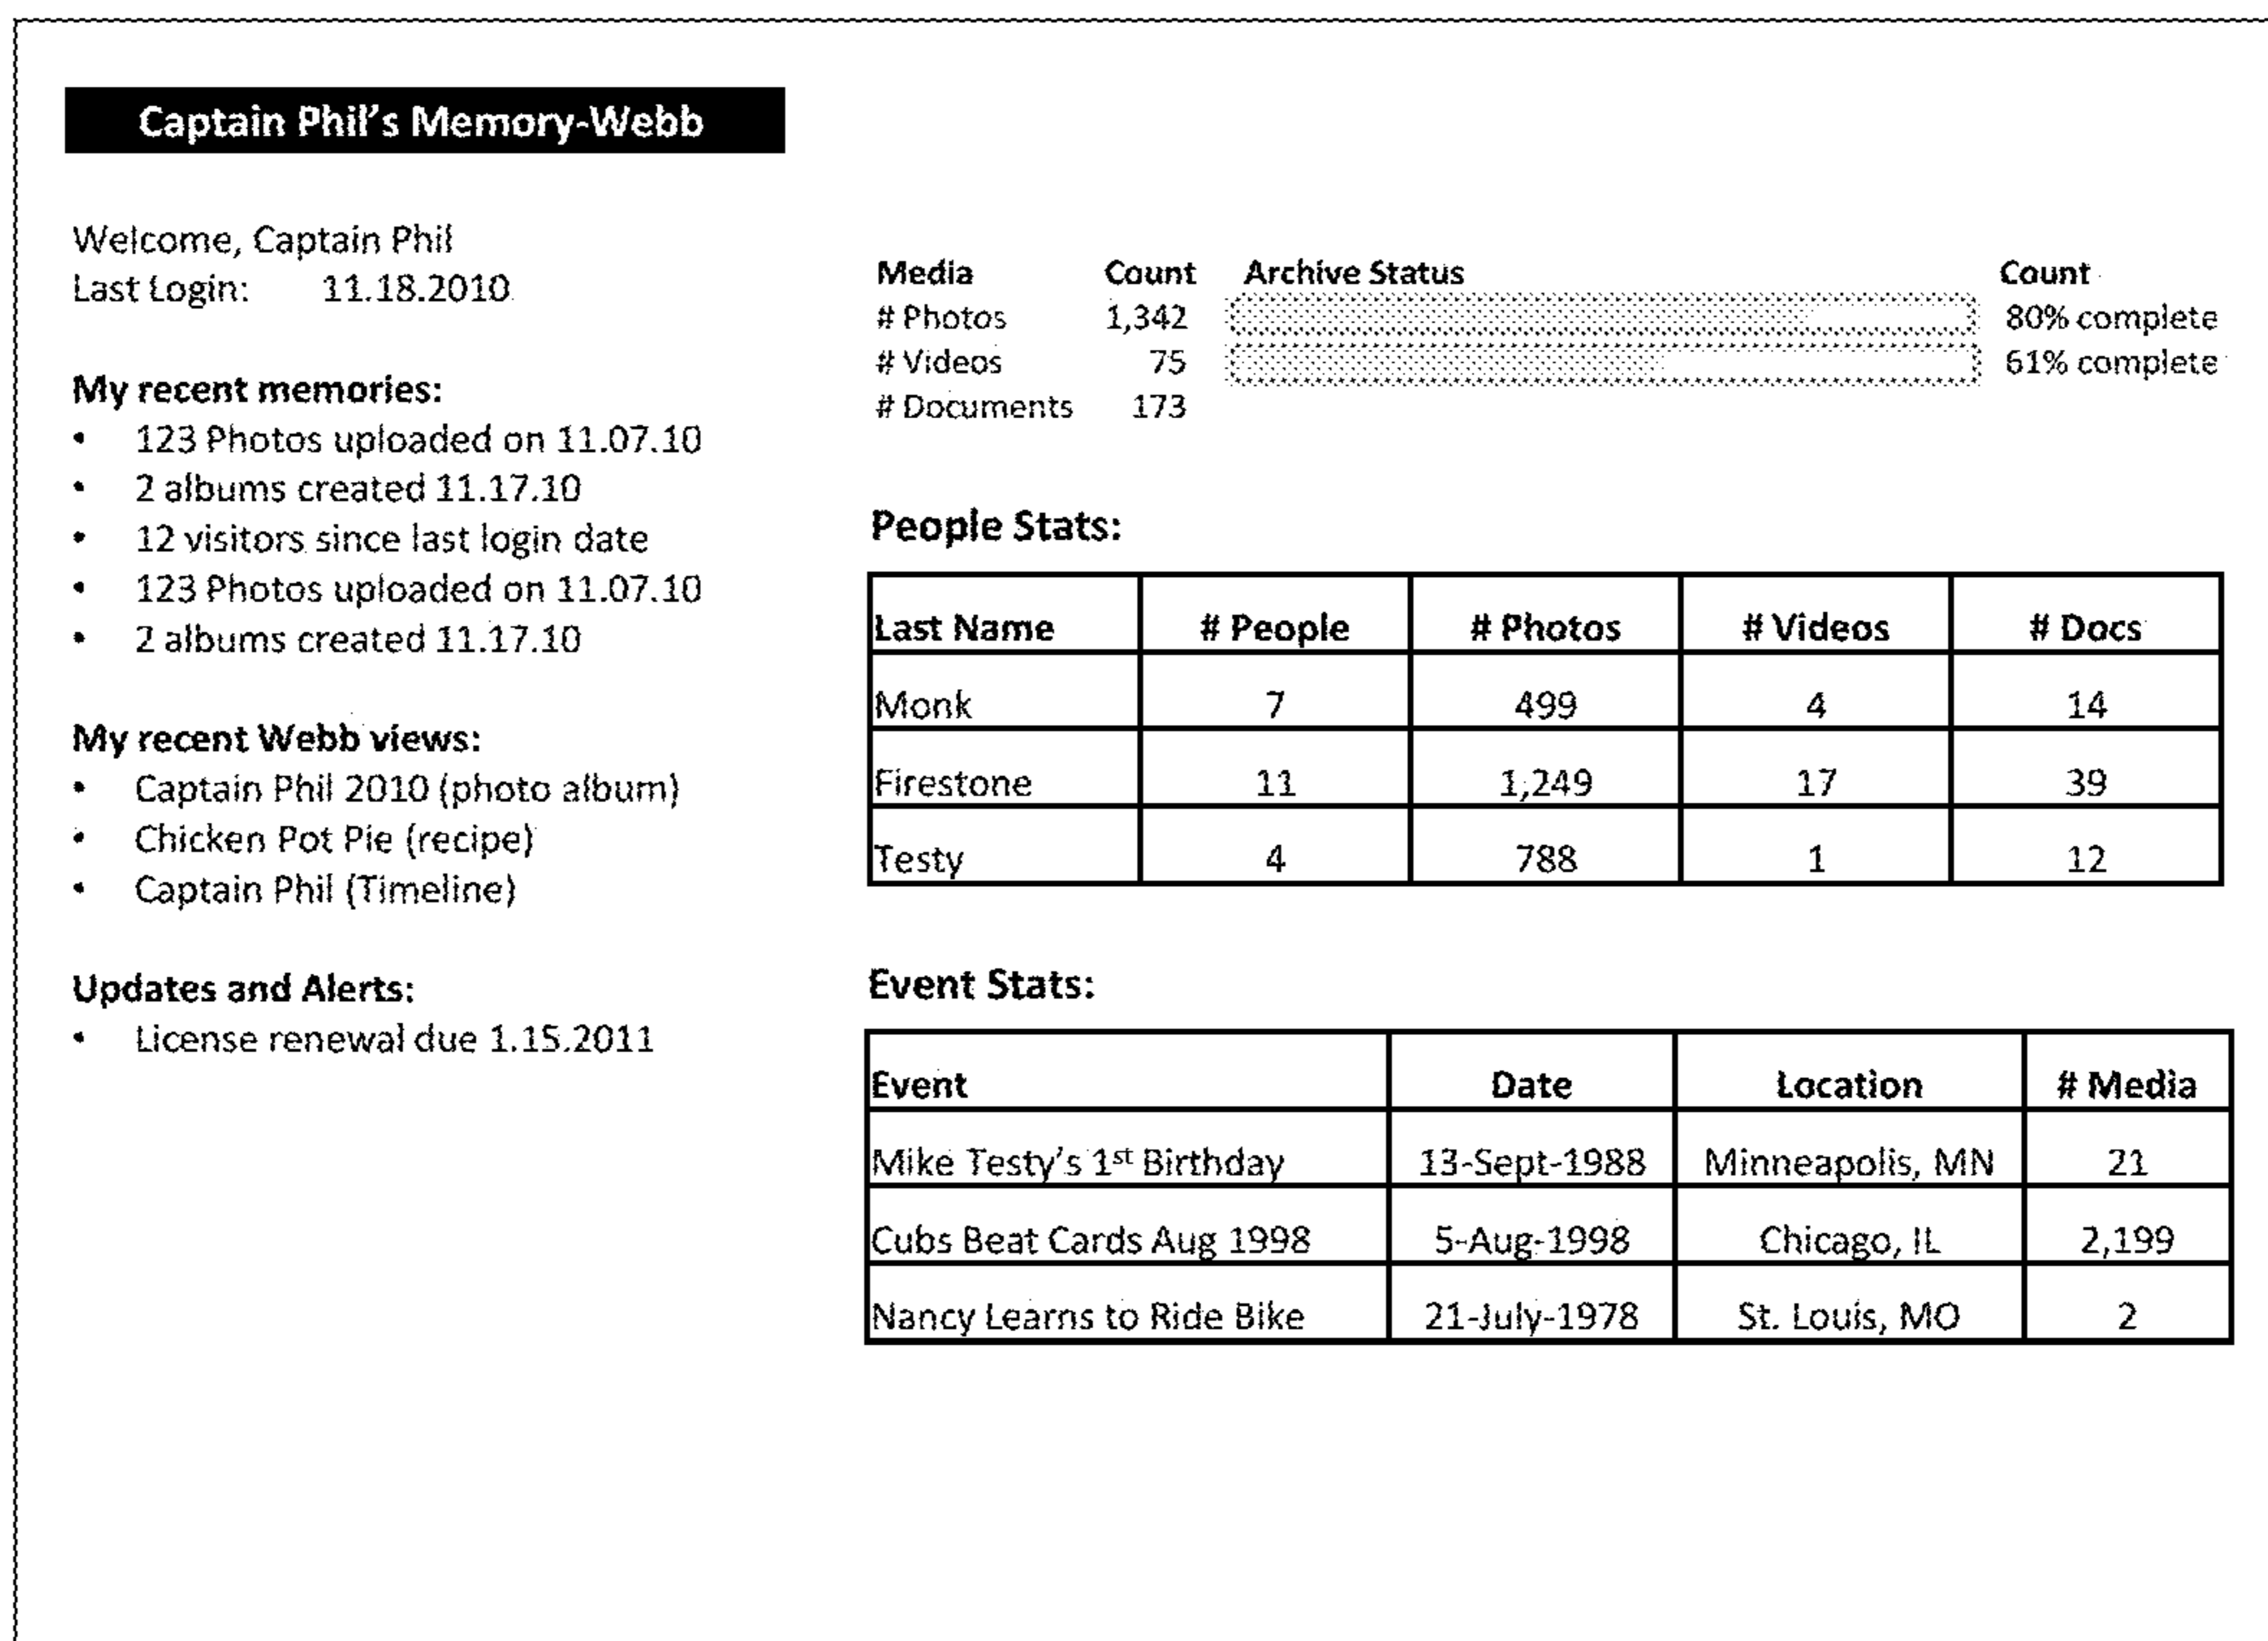 Captain Phil's Memory-Webb
Welcome, Captain Phil
Last Login: 11.18.2010
My recent memories:
• 123 Photos uploaded on 11.07.10
• 2 albums created 11.17.10
• 12 visitors since last login date
• 123 Photos uploaded on 11.07.10
• 2 albums created 11.17.10
My recent Webb views:
• Captain Phil 2010 (photo album)
• Chicken Pot Pie (recipe)
• Captain Phil (Timeline)
Updates and Alerts:
• License renewal due 1.15.2011
Media Count Archive Status Count
# Photos 1,342 80% complete
# Videos 75 61% complete
# Documents 173
People Stats:
Last Name # People # Photos # Videos # Docs
Monk 7 499 4 14
Firestone 11 1,249 17 39
Testy 4 788 1 12
Event Stats:
Event Date Location # Media
Mike Testy's 1st Birthday 13-Sept-1988 Minneapolis, MN 21
Cubs Beat Cards Aug 1998 5-Aug-1998 Chicago, IL 2,199
Nancy Learns to Ride Bike 21-July-1978 St. Louis, MO 2